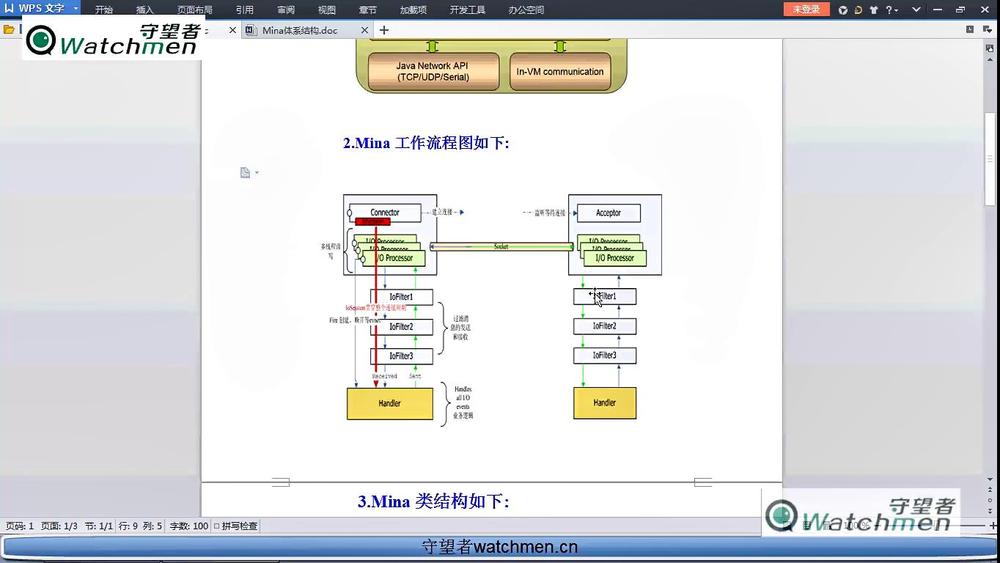 WPS 文字
开始
插入
页面布局
引用
审阅
视图
章节
加载项
开发工具
办公空间
未登录
守望者
Watchmen
Mina体系结构.doc
Java Network API
(TCP/UDP/Serial)
In-VM communication
2.Mina 工作流程图如下:
Connector
IoSession
建立连接
监听等待连接
Acceptor
多线程读
写
I/O Processor
I/O Processor
I/O Processor
Socket
I/O Processor
I/O Processor
I/O Processor
IoFilter1
IoSession贯穿整个连接周期
Fire 创建、断开等event
IoFilter2
IoFilter3
过滤消
息的发送
和接收
Received
Sent
Handler
Handles
all I/O
events
业务逻辑
IoFilter2
IoFilter3
Handler
3.Mina 类结构如下:
守望者
Watchmen
页码: 1
页面: 1/3
节: 1/1
行: 9
列: 5
字数: 100
拼写检查
100 %
守望者watchmen.cn